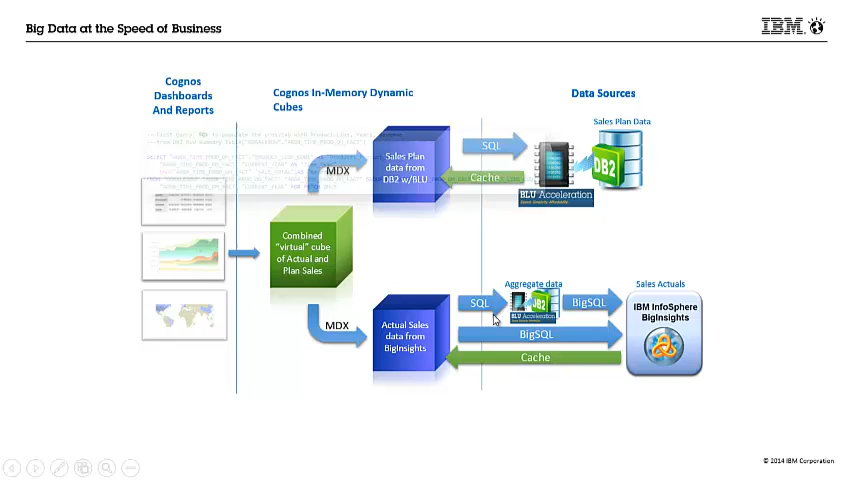 Big Data at the Speed of Business
IBM
Cognos
Dashboards
And Reports
Cognos In-Memory Dynamic
Cubes
Data Sources
Sales Plan Data
MDX
Sales Plan
data from
DB2 w/BLU
SQL
Cache
DB2
BLU Acceleration
Combined
"virtual" cube
of Actual and
Plan Sales
MDX
Actual Sales
data from
BigInsights
Aggregate data
SQL
DB2
BLU Acceleration
BigSQL
BigSQL
Cache
Sales Actuals
IBM InfoSphere
BigInsights
© 2014 IBM Corporation